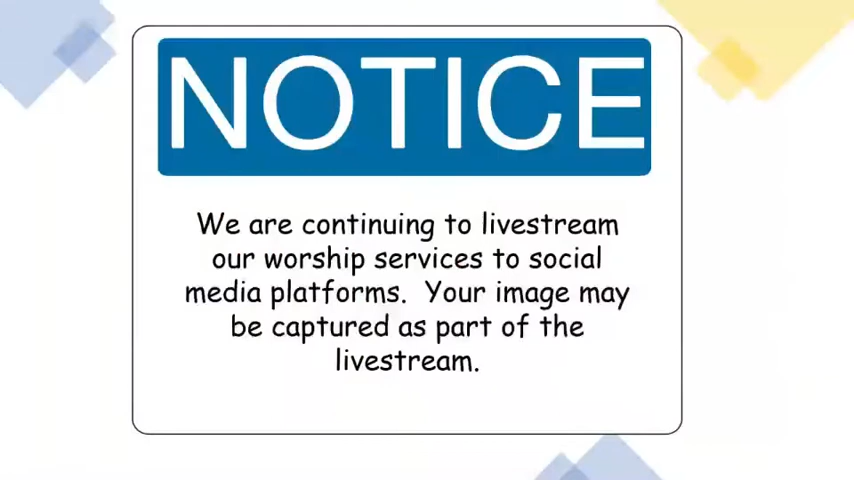 NOTICE
We are continuing to livestream
our worship services to social
media platforms.  Your image may
be captured as part of the
livestream.